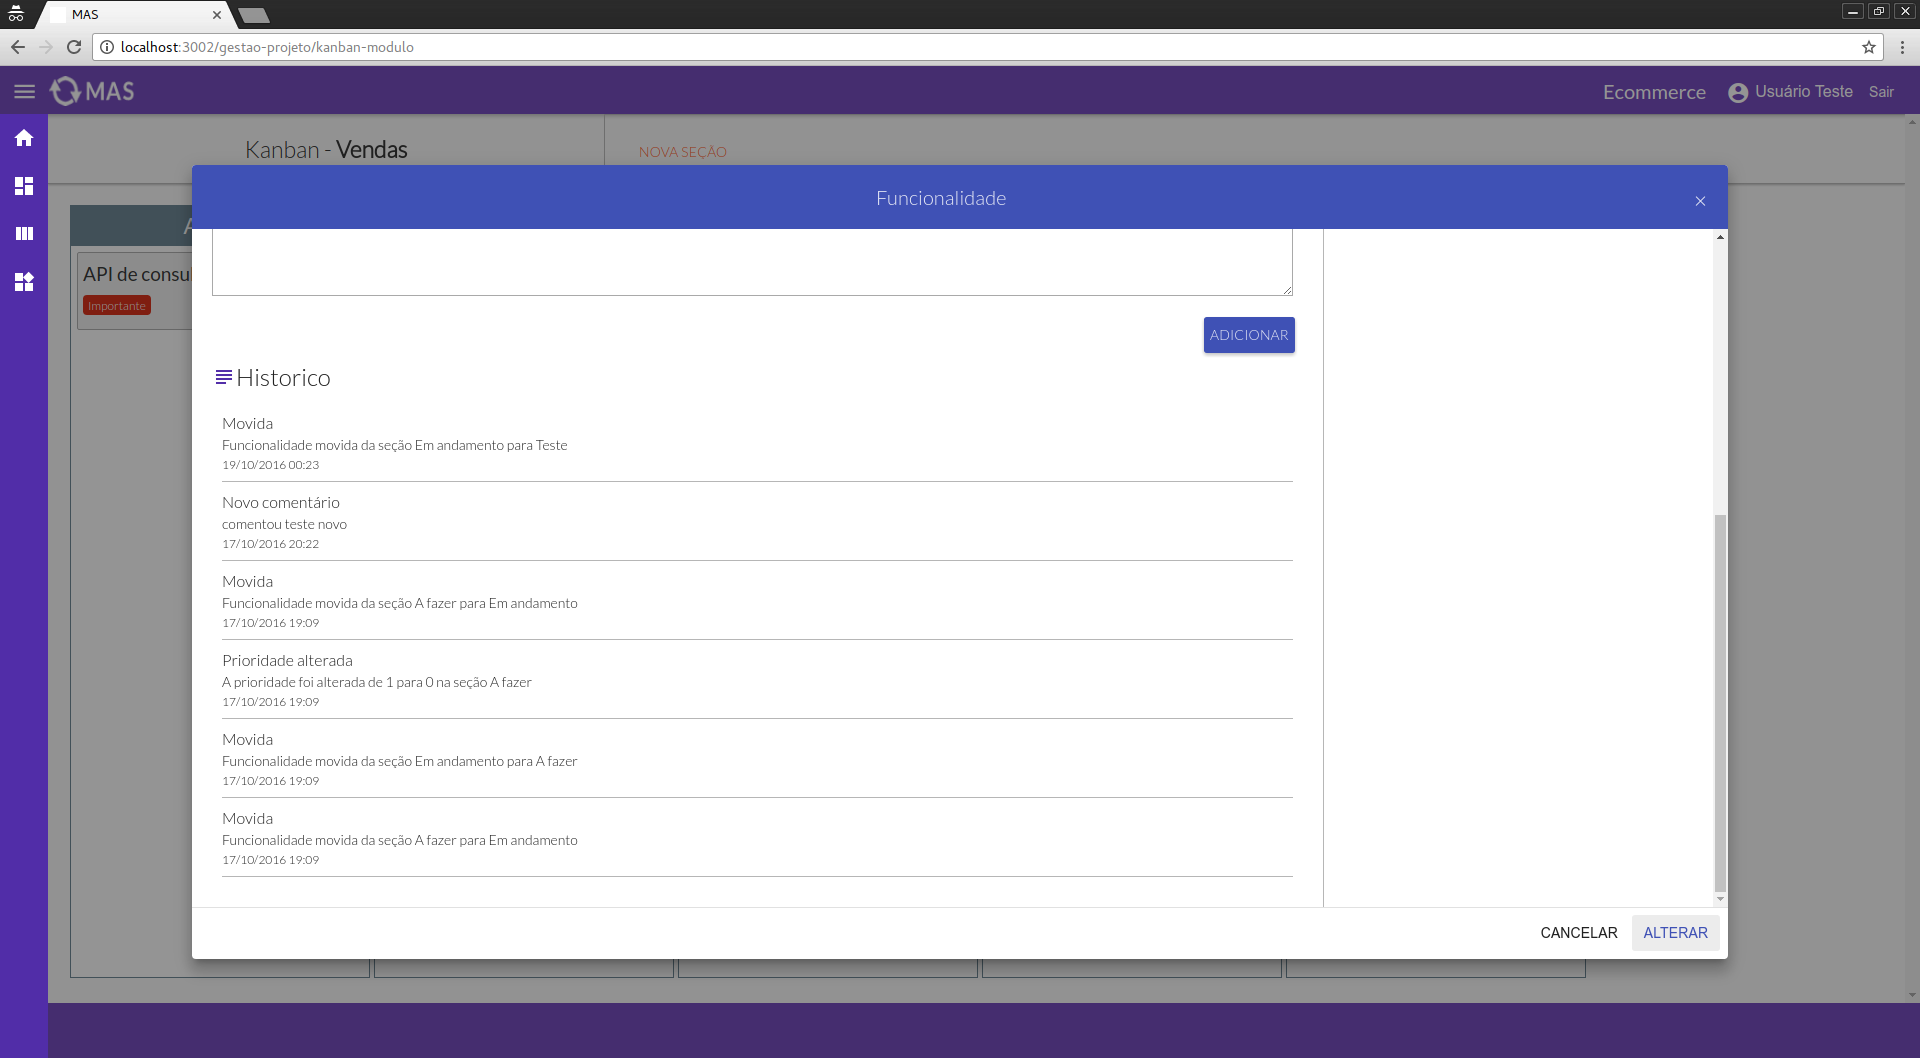 MAS
localhost:3002/gestao-projeto/kanban-modulo
MAS
Ecommerce
Usuário Teste
Sair
Kanban - Vendas
NOVA SEÇÃO
Funcionalidade
API de consul
Importante
ADICIONAR
Historico
Movida
Funcionalidade movida da seção Em andamento para Teste
19/10/2016 00:23
Novo comentário
comentou teste novo
17/10/2016 20:22
Movida
Funcionalidade movida da seção A fazer para Em andamento
17/10/2016 19:09
Prioridade alterada
A prioridade foi alterada de 1 para 0 na seção A fazer
17/10/2016 19:09
Movida
Funcionalidade movida da seção Em andamento para A fazer
17/10/2016 19:09
Movida
Funcionalidade movida da seção A fazer para Em andamento
17/10/2016 19:09
CANCELAR
ALTERAR